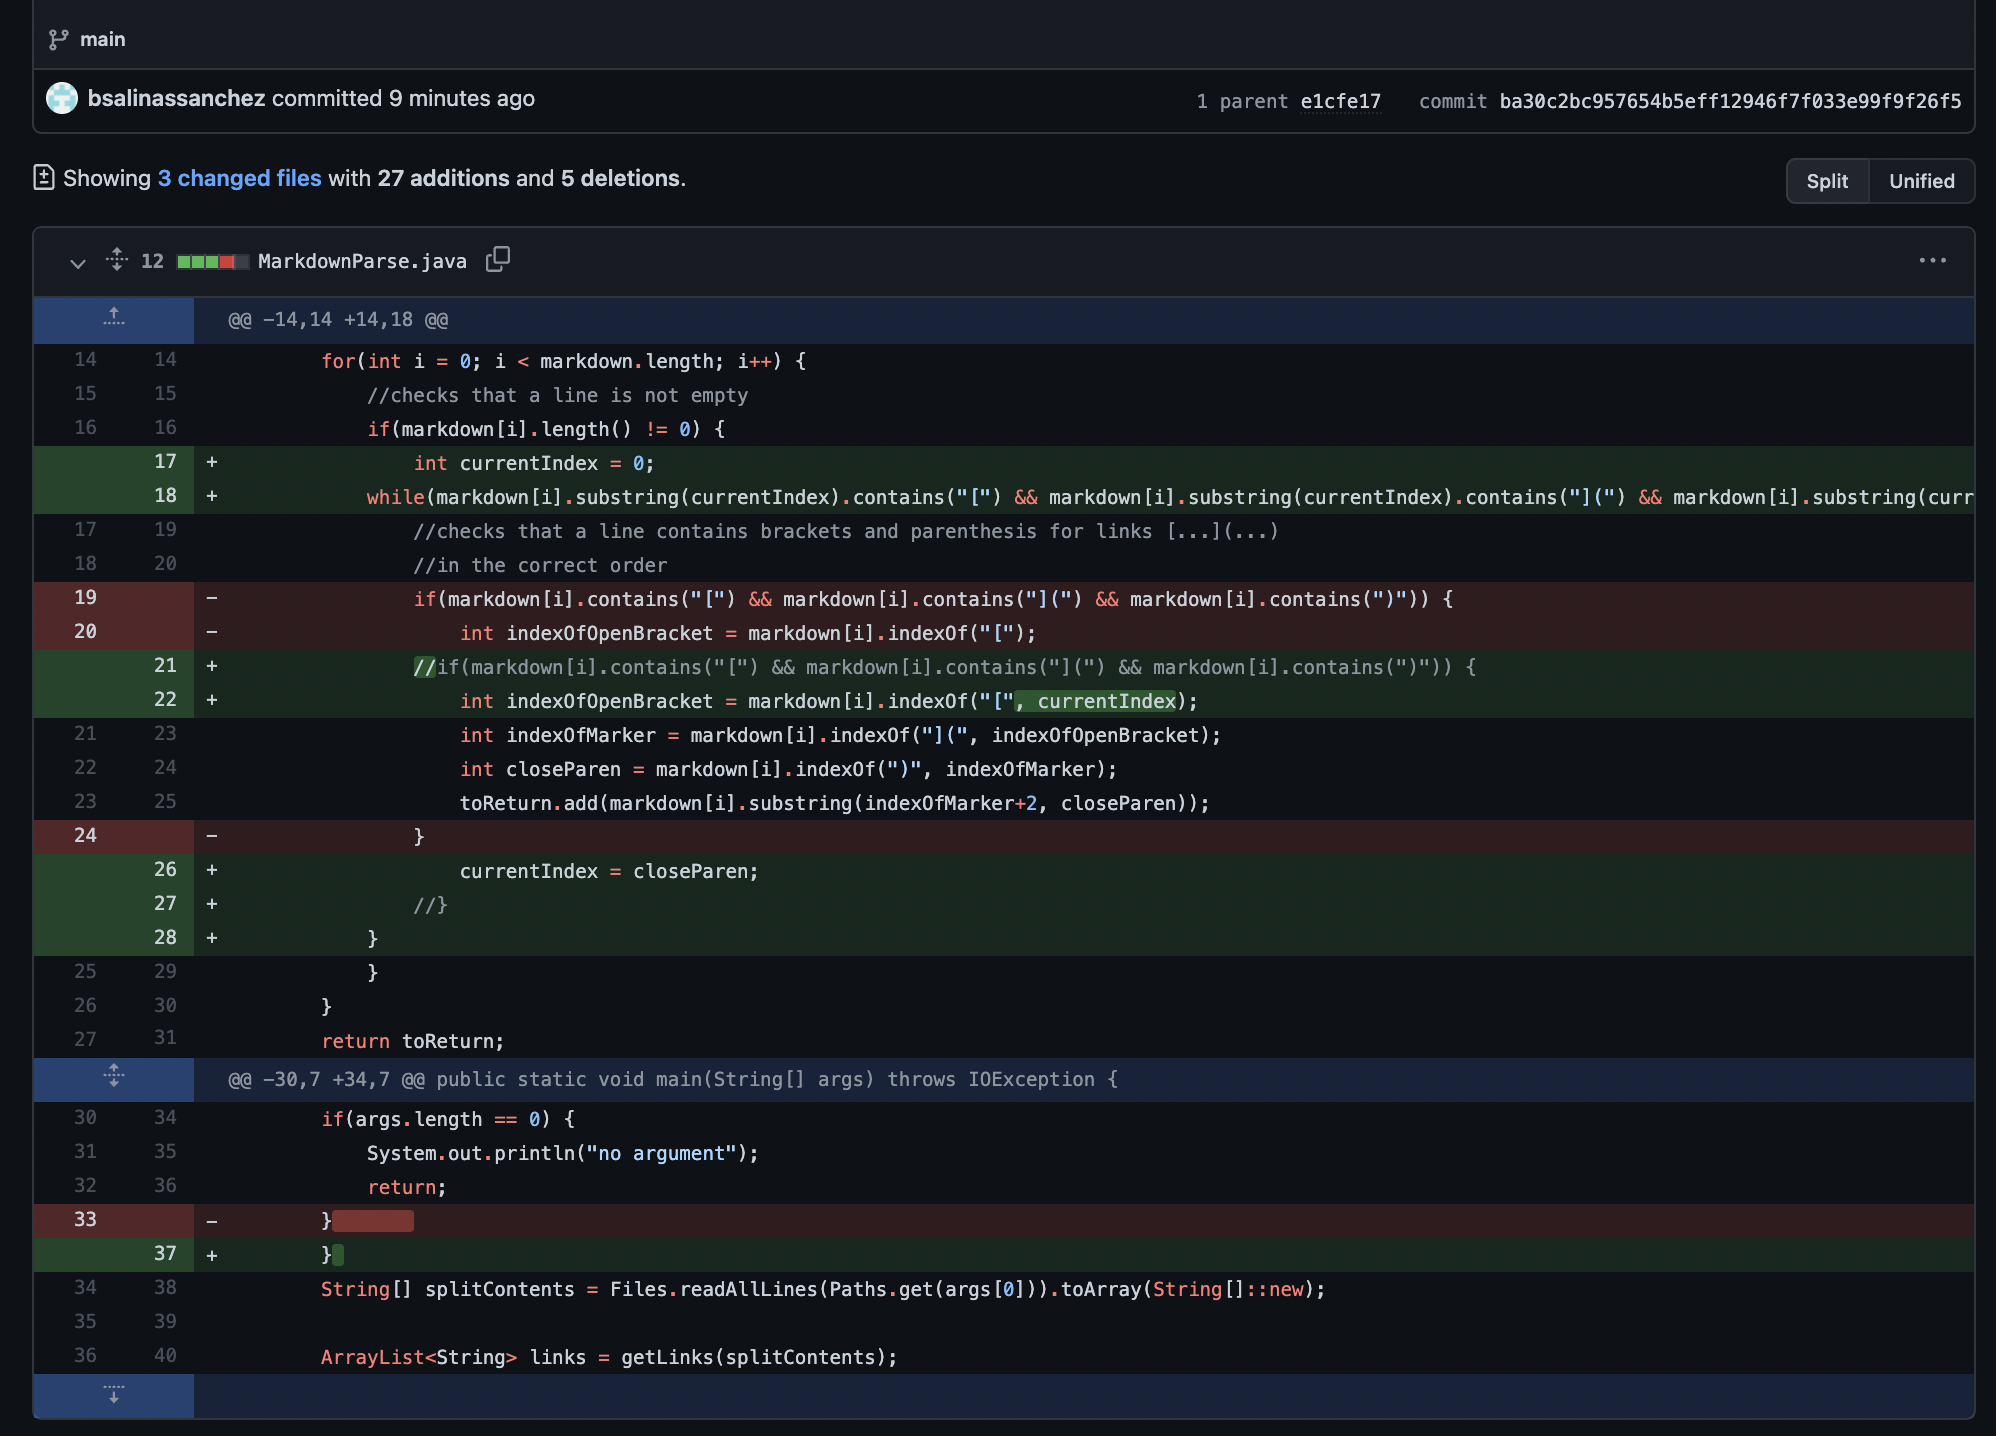 main
bsalinassanchez committed 9 minutes ago
1 parent e1cfe17 commit ba30c2bc957654b5eff12946f7f033e99f9f26f5
Showing 3 changed files with 27 additions and 5 deletions.
Split Unified
12 MarkdownParse.java
@@ -14,14 +14,18 @@
14 14 for(int i = 0; i < markdown.length; i++) {
15 15 //checks that a line is not empty
16 16 if(markdown[i].length() != 0) {
17 + int currentIndex = 0;
18 + while(markdown[i].substring(currentIndex).contains("[") && markdown[i].substring(currentIndex).contains("](") && markdown[i].substring(curr
17 19 //checks that a line contains brackets and parenthesis for links [...](...)
18 20 //in the correct order
19 - if(markdown[i].contains("[") && markdown[i].contains("](") && markdown[i].contains(")")) {
20 - int indexOfOpenBracket = markdown[i].indexOf("[");
21 + //if(markdown[i].contains("[") && markdown[i].contains("](") && markdown[i].contains(")")) {
22 + int indexOfOpenBracket = markdown[i].indexOf("[", currentIndex);
21 23 int indexOfMarker = markdown[i].indexOf("](", indexOfOpenBracket);
22 24 int closeParen = markdown[i].indexOf(")", indexOfMarker);
23 25 toReturn.add(markdown[i].substring(indexOfMarker+2, closeParen));
24 - }
26 + currentIndex = closeParen;
27 + //}
28 + }
25 29 }
26 30 }
27 31 return toReturn;
@@ -30,7 +34,7 @@ public static void main(String[] args) throws IOException {
30 34 if(args.length == 0) {
31 35 System.out.println("no argument");
32 36 return;
33 - }
37 + }
34 38 String[] splitContents = Files.readAllLines(Paths.get(args[0])).toArray(String[]::new);
35 39
36 40 ArrayList<String> links = getLinks(splitContents);